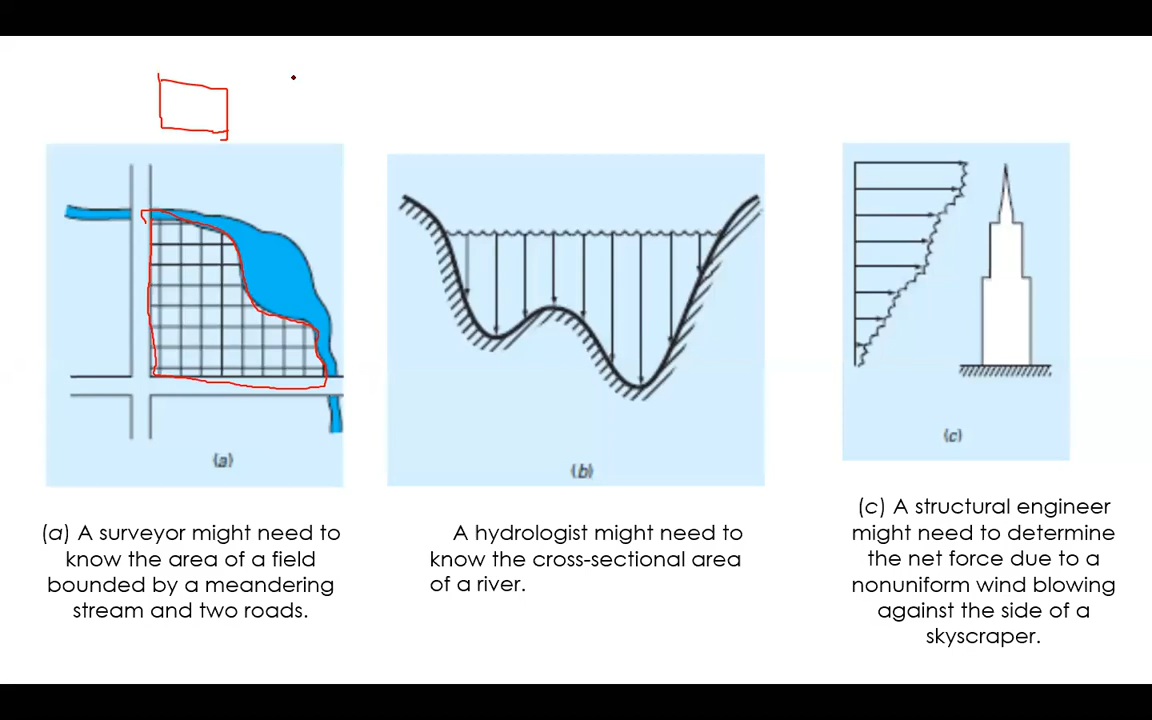 (a)
(b)
(c)
(a) A surveyor might need to
know the area of a field
bounded by a meandering
stream and two roads.
A hydrologist might need to
know the cross-sectional area
of a river.
(c) A structural engineer
might need to determine
the net force due to a
nonuniform wind blowing
against the side of a
skyscraper.